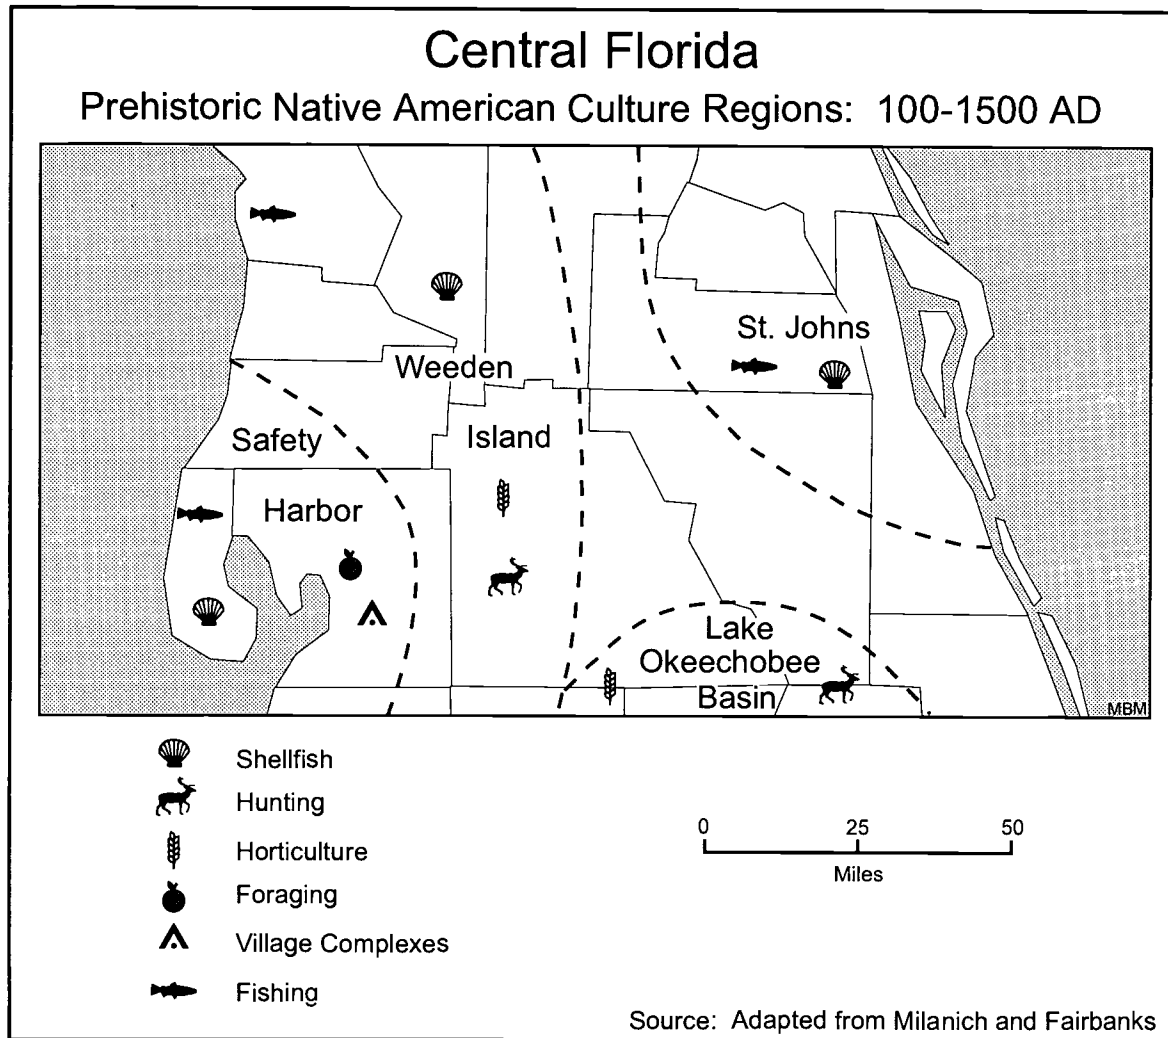 Central Florida
Prehistoric Native American Culture Regions: 100-1500 AD
St. Johns
Weeden
Island
Safety
Harbor
Lake
Okeechobee
Basin
MBM
Shellfish
Hunting
Horticulture
Foraging
Village Complexes
Fishing
0 25 50
Miles
Source: Adapted from Milanich and Fairbanks